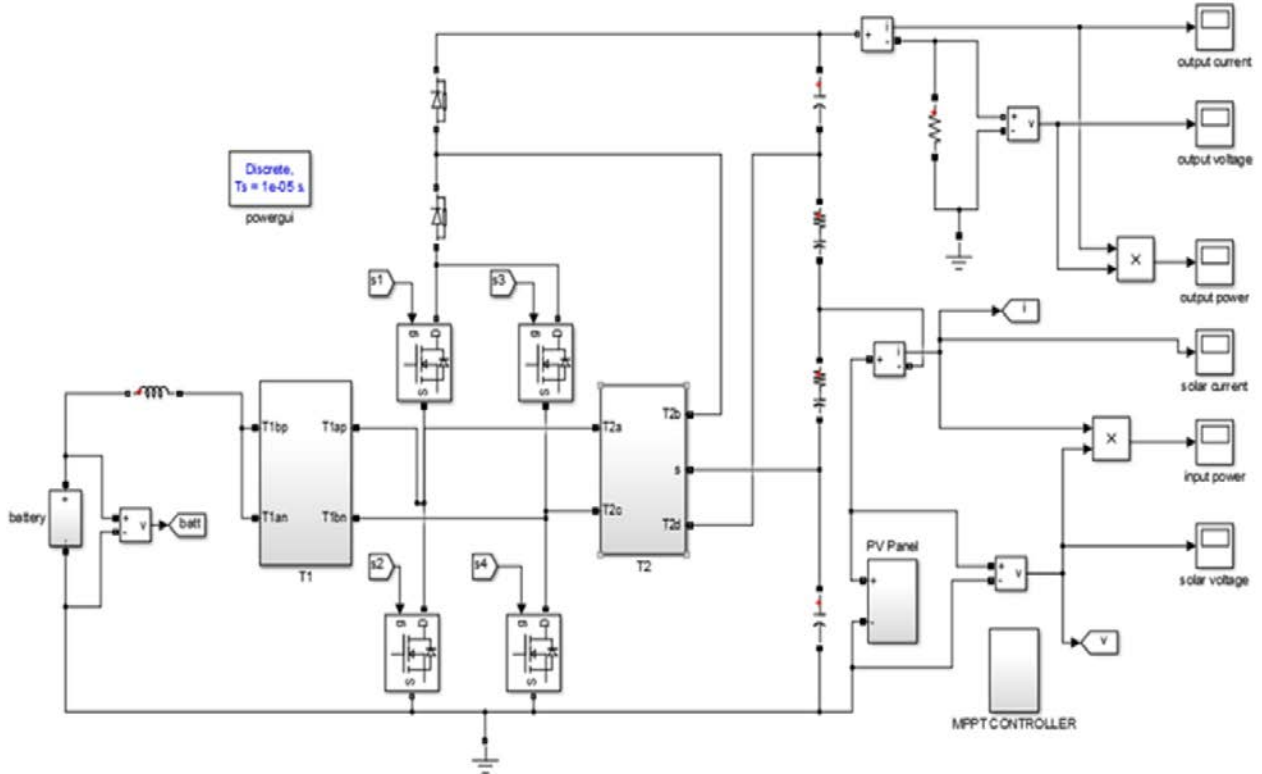 output current
output voltage
Discrete,
Ts = 1e-05 s.
powergui
output power
s1
s3
i
solar current
input power
battery
batt
T1bp
T1ap
T1an
T1bn
T1
T2a
T2b
s
T2c
T2d
T2
s2
s4
PV Panel
solar voltage
v
MPPT CONTROLLER
g
D
S
g
D
S
g
D
S
g
D
S
+
-
i
+
-
v
+
-
v
+
-
i
+
-
v
+
-
+
-
×
×